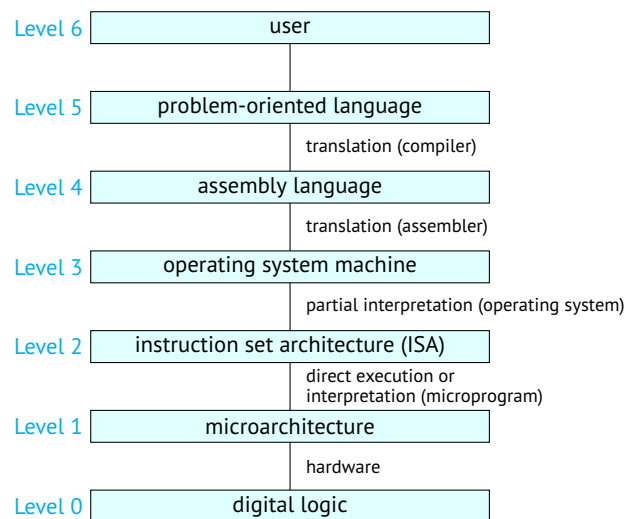 Level 6 user
Level 5 problem-oriented language
translation (compiler)
Level 4 assembly language
translation (assembler)
Level 3 operating system machine
partial interpretation (operating system)
Level 2 instruction set architecture (ISA)
direct execution or
interpretation (microprogram)
Level 1 microarchitecture
hardware
Level 0 digital logic